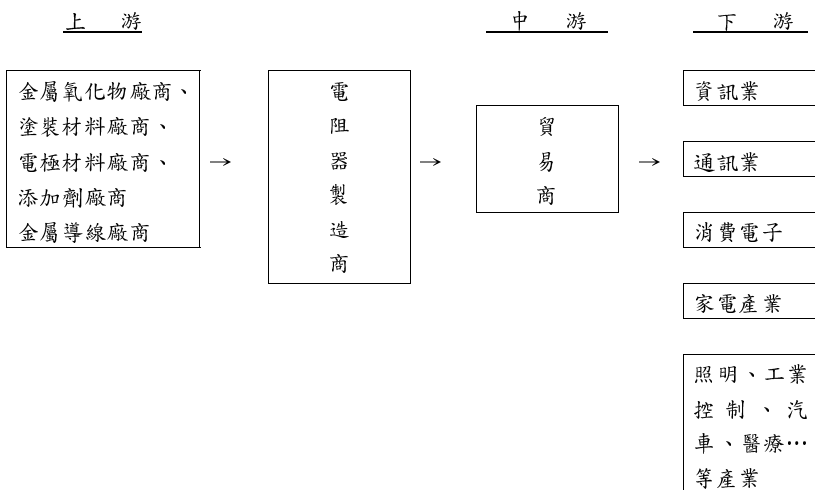 上 游
中 游
下 游
金屬氧化物廠商、
塗裝材料廠商、
電極材料廠商、
添加劑廠商
金屬導線廠商
→
電
阻
器
製
造
商
→
貿
易
商
→
資訊業
通訊業
消費電子
家電產業
照明、工業
控制、汽
車、醫療…
等產業